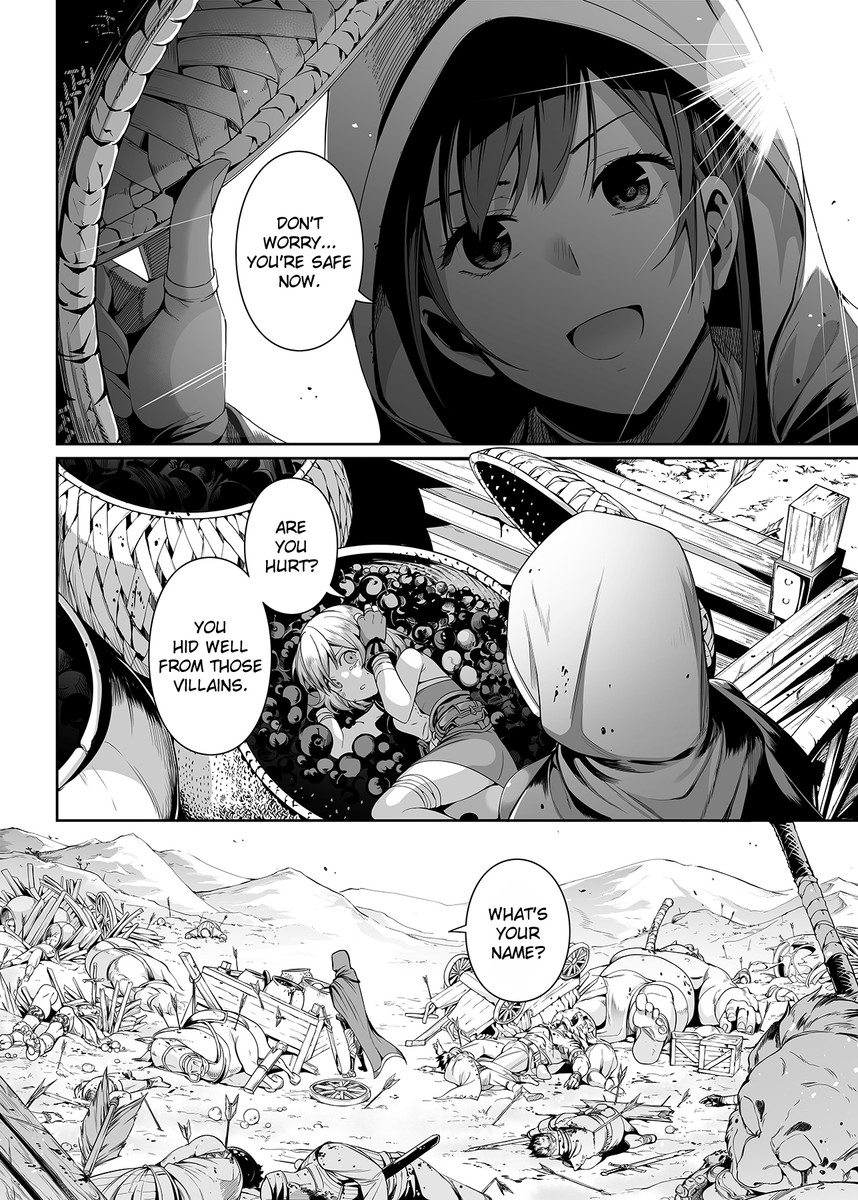 DON'T
WORRY...
YOU'RE SAFE
NOW.
ARE
YOU
HURT?
YOU
HID WELL
FROM THOSE
VILLAINS.
WHAT'S
YOUR
NAME?